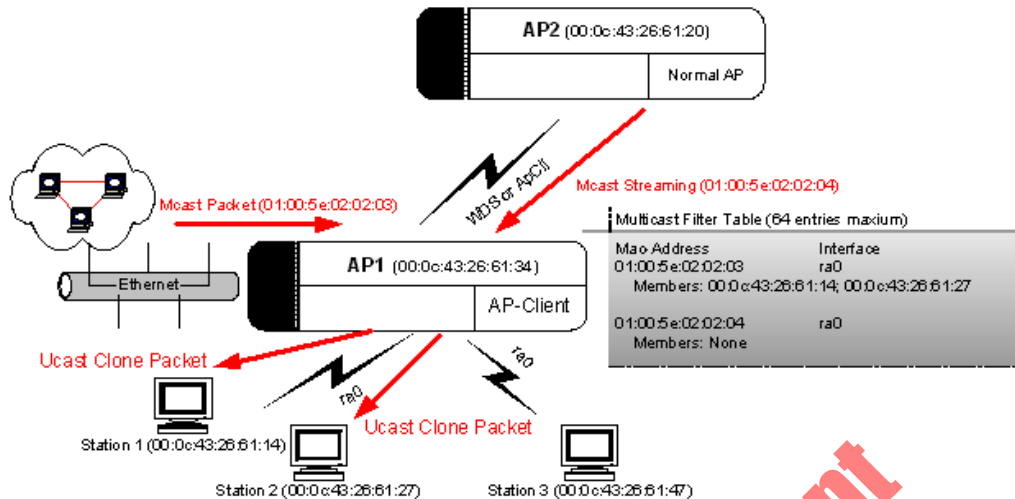 AP2 (00:0c:43:26:61:20)
Normal AP
WDS or ApCli
Mcast Streaming (01:00:5e:02:02:04)
Mcast Packet (01:00:5e:02:02:03)
Ethernet
AP1 (00:0c:43:26:61:34)
AP-Client
Multicast Filter Table (64 entries maxium)
Mac Address Interface
01:00:5e:02:02:03 ra0
Members: 00:0c:43:26:61:14; 00:0c:43:26:61:27
01:00:5e:02:02:04 ra0
Members: None
Ucast Clone Packet
ra0
ra0
Ucast Clone Packet
Station 1 (00:0c:43:26:61:14)
Station 2 (00:0c:43:26:61:27)
Station 3 (00:0c:43:26:61:47)